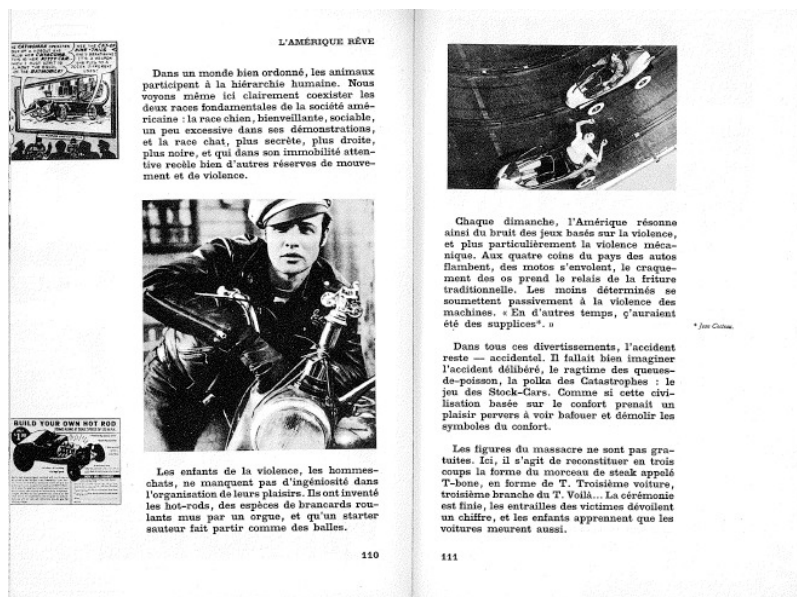 L'AMÉRIQUE RÊVE
Dans un monde bien ordonné, les animaux
participent à la hiérarchie humaine. Nous
voyons même ici clairement coexister les
deux races fondamentales de la société amé-
ricaine : la race chien, bienveillante, sociable,
un peu excessive dans ses démonstrations,
et la race chat, plus secrète, plus droite,
plus noire, et qui dans son immobilité atten-
tive recèle bien d'autres réserves de mouve-
ment et de violence.
BUILD YOUR OWN HOT ROD
Les enfants de la violence, les hommes-
chats, ne manquent pas d'ingéniosité dans
l'organisation de leurs plaisirs. Ils ont inventé
les hot-rods, des espèces de brancards rou-
lants mus par un orgue, et qu'un starter
sauteur fait partir comme des balles.
110
Chaque dimanche, l'Amérique résonne
ainsi du bruit des jeux basés sur la violence,
et plus particulièrement la violence méca-
nique. Aux quatre coins du pays des autos
flambent, des motos s'envolent, le craque-
ment des os prend le relais de la friture
traditionnelle. Les moins déterminés se
soumettent passivement à la violence des
machines. « En d'autres temps, ç'auraient
été des supplices*. »
* Jean Cocteau.
Dans tous ces divertissements, l'accident
reste — accidentel. Il fallait bien imaginer
l'accident délibéré, le ragtime des queues-
de-poisson, la polka des Catastrophes : le
jeu des Stock-Cars. Comme si cette civi-
lisation basée sur le confort prenait un
plaisir pervers à voir bafouer et démolir les
symboles du confort.
Les figures du massacre ne sont pas gra-
tuites. Ici, il s'agit de reconstituer en trois
coups la forme du morceau de steak appelé
T-bone, en forme de T. Troisième voiture,
troisième branche du T. Voilà... La cérémonie
est finie, les entrailles des victimes dévoilent
un chiffre, et les enfants apprennent que les
voitures meurent aussi.
111